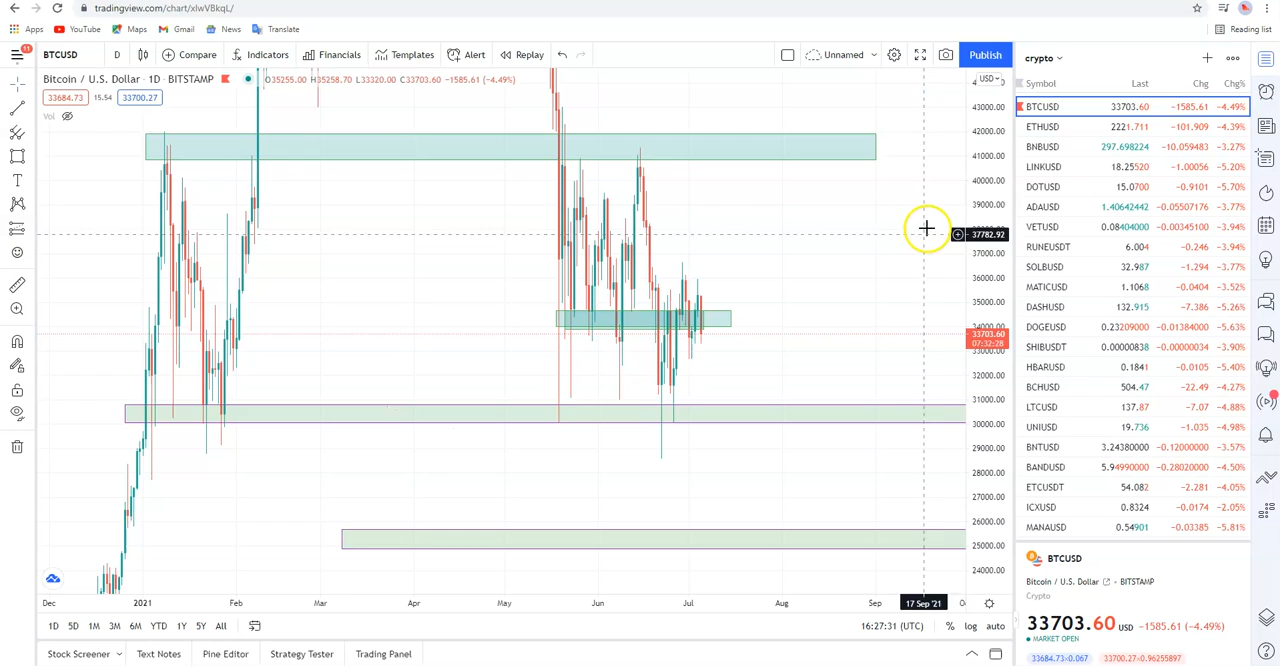 tradingview.com/chart/xlwVBkqL/
Apps YouTube Maps Gmail News Translate Reading list
11
BTCUSD D Compare Indicators Financials Templates Alert Replay Unnamed Publish
Bitcoin / U.S. Dollar · 1D · BITSTAMP O35255.00 H35258.70 L33320.00 C33703.60 −1585.61 (−4.49%)
33684.73 15.54 33700.27
Vol
USD
43000.00
42000.00
41000.00
40000.00
39000.00
37782.92
37000.00
36000.00
35000.00
34000.00
33703.60
07:32:28
33000.00
32000.00
31000.00
30000.00
29000.00
28000.00
27000.00
26000.00
25000.00
24000.00
Dec 2021 Feb Mar Apr May Jun Jul Aug Sep 17 Sep '21
1D 5D 1M 3M 6M YTD 1Y 5Y All 16:27:31 (UTC) % log auto
Stock Screener Text Notes Pine Editor Strategy Tester Trading Panel
crypto
Symbol Last Chg Chg%
BTCUSD 33703.60 −1585.61 −4.49%
ETHUSD 2221.711 −101.909 −4.39%
BNBUSD 297.698224 −10.059483 −3.27%
LINKUSD 18.25520 −1.00056 −5.20%
DOTUSD 15.0700 −0.9101 −5.70%
ADAUSD 1.40642442 −0.05507176 −3.77%
VETUSD 0.08404000 −0.00345100 −3.94%
RUNEUSDT 6.004 −0.246 −3.94%
SOLBUSD 32.987 −1.294 −3.77%
MATICUSD 1.1068 −0.0404 −3.52%
DASHUSD 132.915 −7.386 −5.26%
DOGEUSD 0.23209000 −0.01384000 −5.63%
SHIBUSDT 0.00000838 −0.00000034 −3.90%
HBARUSD 0.1841 −0.0105 −5.40%
BCHUSD 504.47 −22.49 −4.27%
LTCUSD 137.87 −7.07 −4.88%
UNIUSD 19.736 −1.035 −4.98%
BNTUSD 3.24380000 −0.12000000 −3.57%
BANDUSD 5.94990000 −0.28020000 −4.50%
ETCUSDT 54.082 −2.281 −4.05%
ICXUSD 0.8324 −0.0174 −2.05%
MANAUSD 0.54901 −0.03385 −5.81%
BTCUSD
Bitcoin / U.S. Dollar • BITSTAMP
Crypto
33703.60 USD −1585.61 (−4.49%)
MARKET OPEN
33684.73×0.067 33700.27×0.96255897